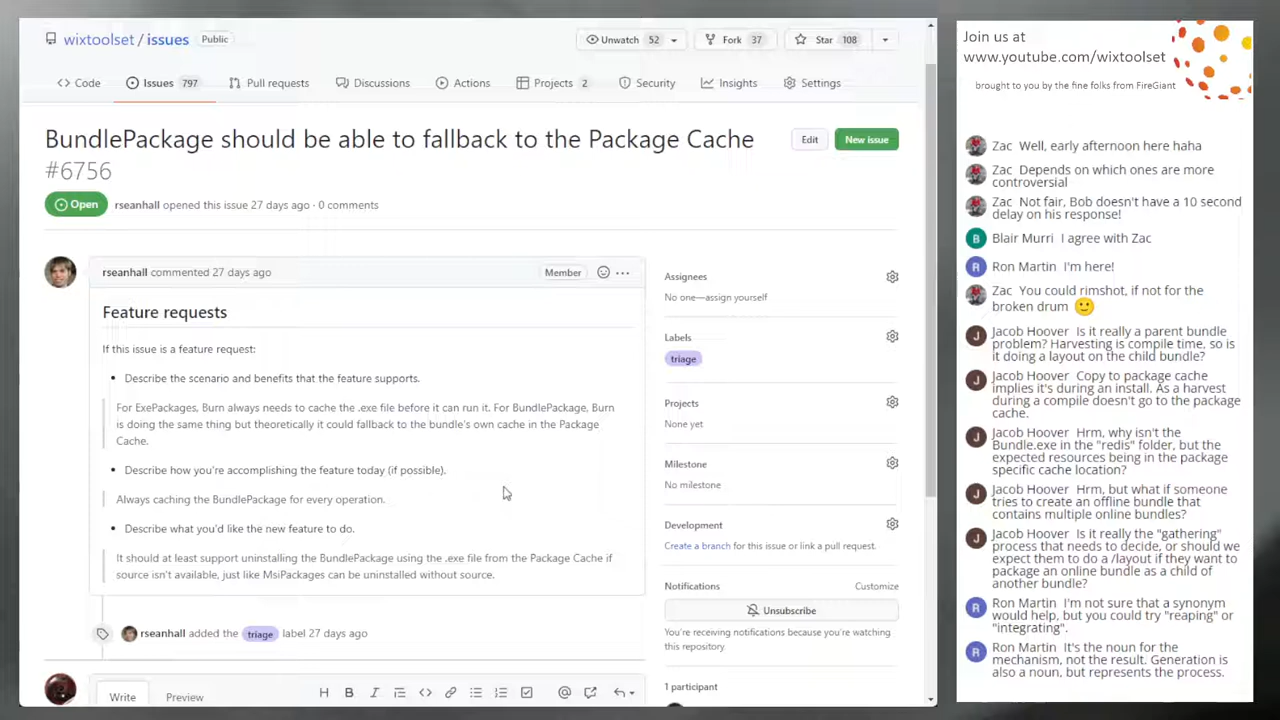 wixtoolset / issues Public
Unwatch 52
Fork 37
Star 108
Code
Issues 797
Pull requests
Discussions
Actions
Projects 2
Security
Insights
Settings
BundlePackage should be able to fallback to the Package Cache
#6756
Edit
New issue
Open
rseanhall opened this issue 27 days ago · 0 comments
rseanhall commented 27 days ago
Member
Feature requests
If this issue is a feature request:
• Describe the scenario and benefits that the feature supports.
For ExePackages, Burn always needs to cache the .exe file before it can run it. For BundlePackage, Burn
is doing the same thing but theoretically it could fallback to the bundle's own cache in the Package
Cache.
• Describe how you're accomplishing the feature today (if possible).
Always caching the BundlePackage for every operation.
• Describe what you'd like the new feature to do.
It should at least support uninstalling the BundlePackage using the .exe file from the Package Cache if
source isn't available, just like MsiPackages can be uninstalled without source.
rseanhall added the triage label 27 days ago
Write
Preview
Assignees
No one—assign yourself
Labels
triage
Projects
None yet
Milestone
No milestone
Development
Create a branch for this issue or link a pull request.
Notifications
Customize
Unsubscribe
You're receiving notifications because you're watching
this repository.
1 participant
Join us at
www.youtube.com/wixtoolset
brought to you by the fine folks from FireGiant
Zac Well, early afternoon here haha
Zac Depends on which ones are more
controversial
Zac Not fair, Bob doesn't have a 10 second
delay on his response!
B
Blair Murri I agree with Zac
R
Ron Martin I'm here!
Zac You could rimshot, if not for the
broken drum 🙂
J
Jacob Hoover Is it really a parent bundle
problem? Harvesting is compile time, so is
it doing a layout on the child bundle?
J
Jacob Hoover Copy to package cache
implies it's during an install. As a harvest
during a compile doesn't go to the package
cache.
J
Jacob Hoover Hrm, why isn't the
Bundle.exe in the "redis" folder, but the
expected resources being in the package
specific cache location?
J
Jacob Hoover Hrm, but what if someone
tries to create an offline bundle that
contains multiple online bundles?
J
Jacob Hoover Is it really the "gathering"
process that needs to decide, or should we
expect them to do a /layout if they want to
package an online bundle as a child of
another bundle?
R
Ron Martin I'm not sure that a synonym
would help, but you could try "reaping" or
"integrating".
R
Ron Martin It's the noun for the
mechanism, not the result. Generation is
also a noun, but represents the process.